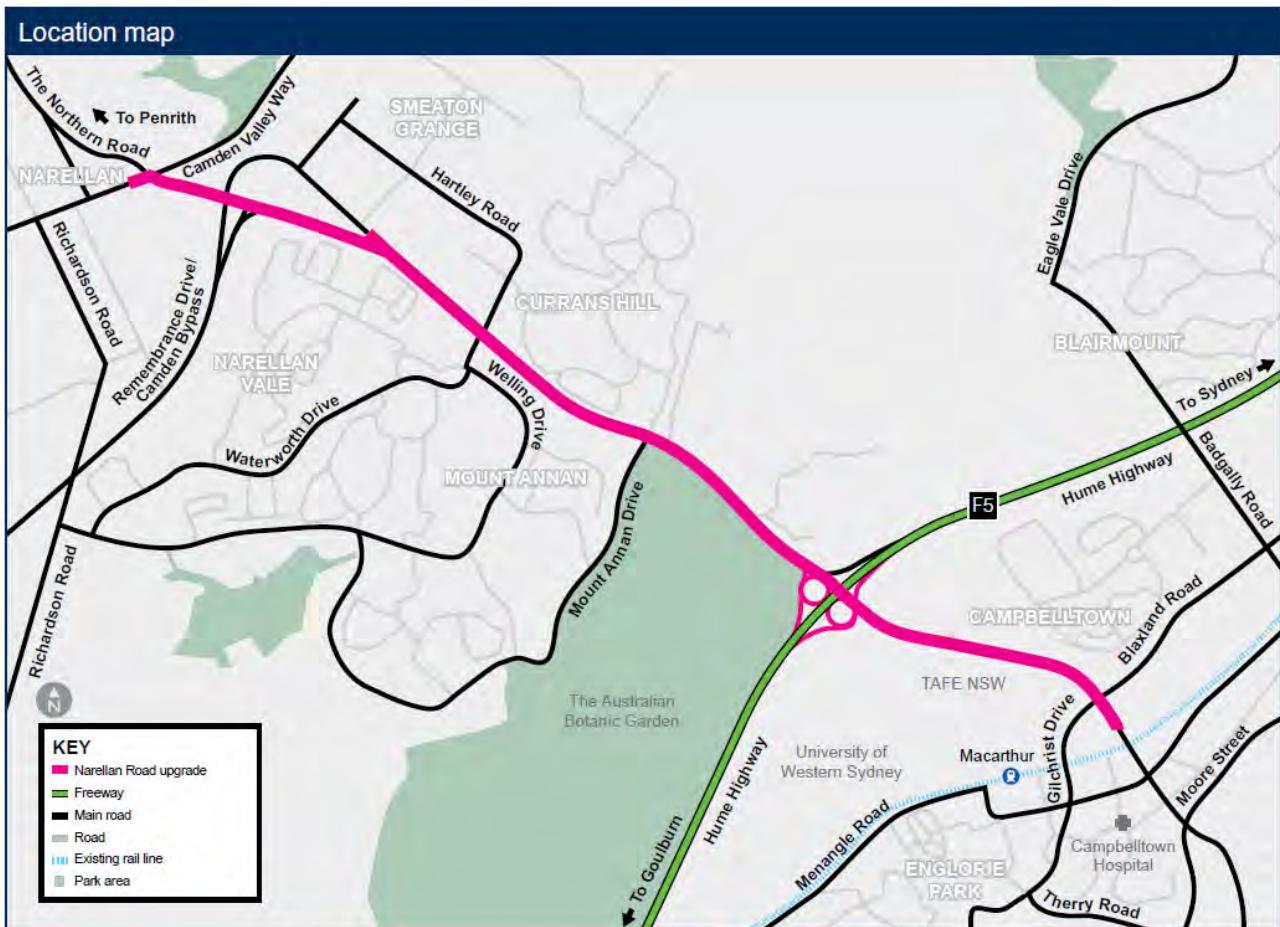 Location map
The Northern Road
To Penrith
Camden Valley Way
SMEATON
GRANGE
NARELLAN
Hartley Road
Eagle Vale Drive
Richardson Road
Remembrance Drive/
Camden Bypass
CURRANS HILL
BLAIRMOUNT
NARELLAN
VALE
Welling Drive
To Sydney
Waterworth Drive
MOUNT ANNAN
Badgally Road
Hume Highway
F5
Mount Annan Drive
Richardson Road
CAMPBELLTOWN
Blaxland Road
TAFE NSW
The Australian
Botanic Garden
N
Gilchrist Drive
University of
Western Sydney
Macarthur
Moore Street
Hume Highway
Menangle Road
Campbelltown
Hospital
ENGLORIE
PARK
To Goulburn
Therry Road
KEY
Narellan Road upgrade
Freeway
Main road
Road
Existing rail line
Park area